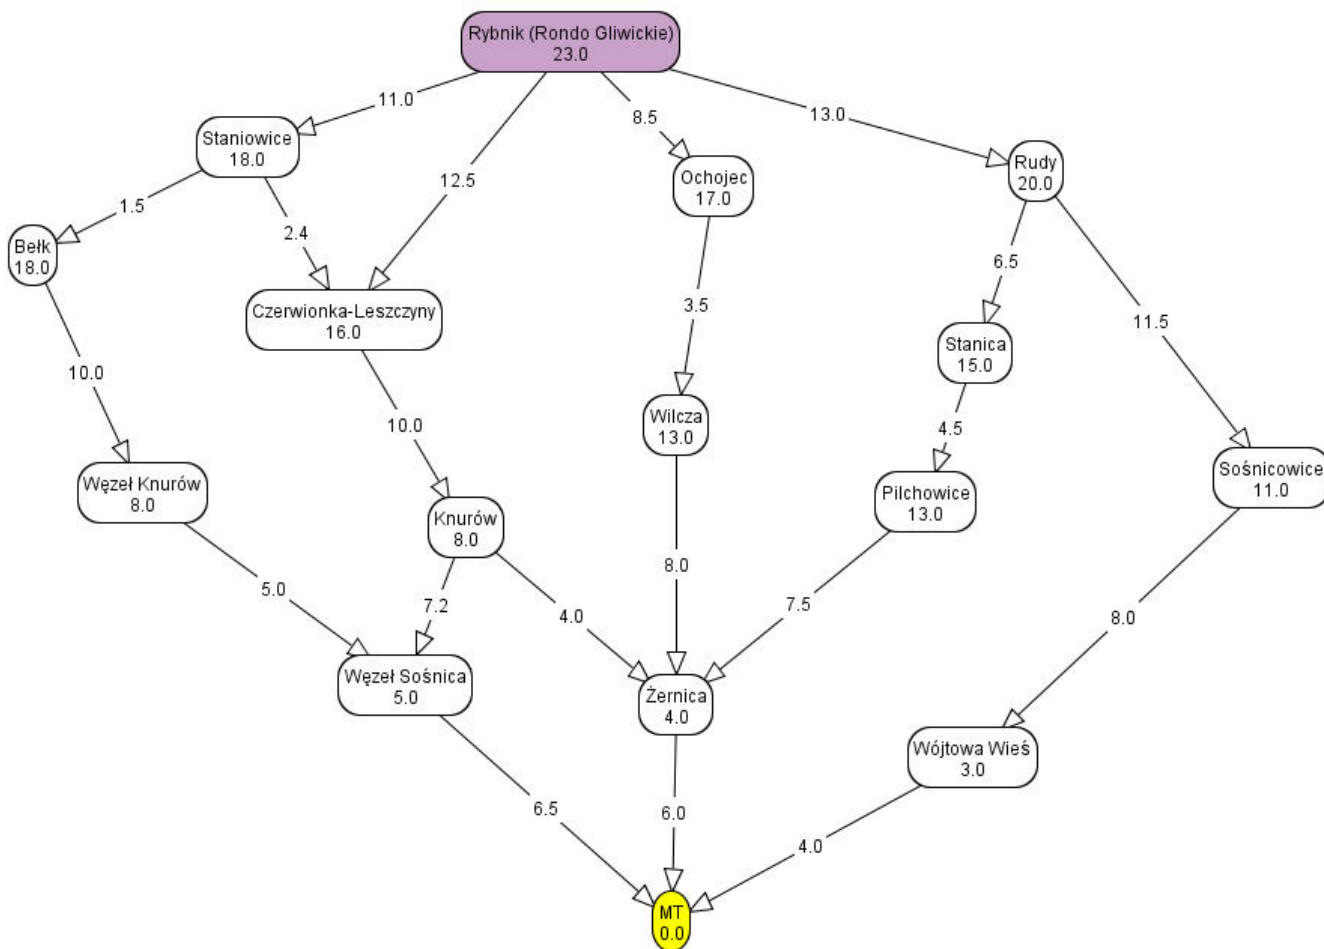 Rybnik (Rondo Gliwickie)
23.0
11.0
8.5
13.0
Staniowice
18.0
Rudy
20.0
Ochojec
17.0
12.5
1.5
2.4
Bełk
18.0
6.5
Czerwionka-Leszczyny
16.0
3.5
11.5
Stanica
15.0
10.0
Wilcza
13.0
10.0
4.5
Sośnicowice
11.0
Węzeł Knurów
8.0
Pilchowice
13.0
Knurów
8.0
8.0
5.0
7.2
4.0
7.5
8.0
Węzeł Sośnica
5.0
Żernica
4.0
Wójtowa Wieś
3.0
6.5
6.0
4.0
MT
0.0